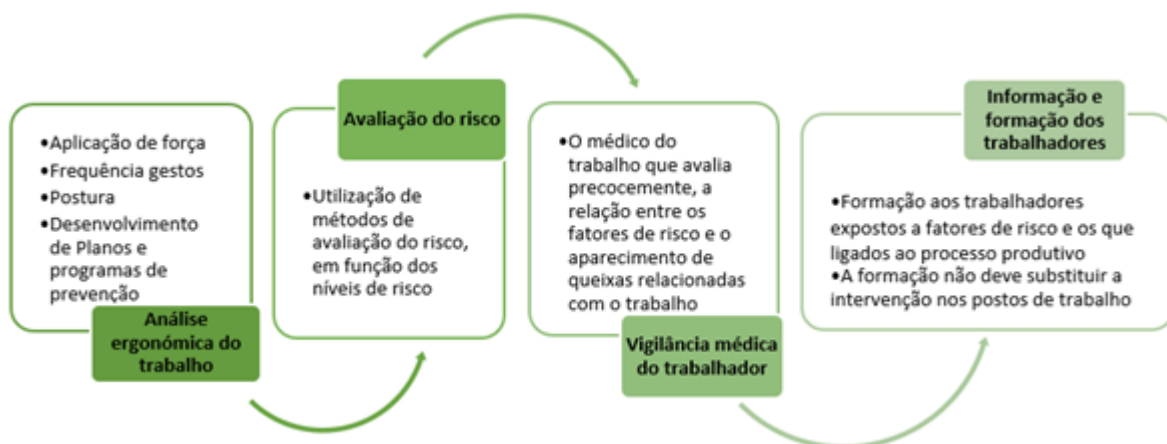 •Aplicação de força
•Frequência gestos
•Postura
•Desenvolvimento
de Planos e
programas de
prevenção
Análise
ergonómica do
trabalho
Avaliação do risco
•Utilização de
métodos de
avaliação do risco,
em função dos
níveis de risco
•O médico do
trabalho que avalia
precocemente, a
relação entre os
fatores de risco e o
aparecimento de
queixas relacionadas
com o trabalho
Vigilância médica
do trabalhador
Informação e
formação dos
trabalhadores
•Formação aos trabalhadores
expostos a fatores de risco e os que
ligados ao processo produtivo
•A formação não deve substituir a
intervenção nos postos de trabalho